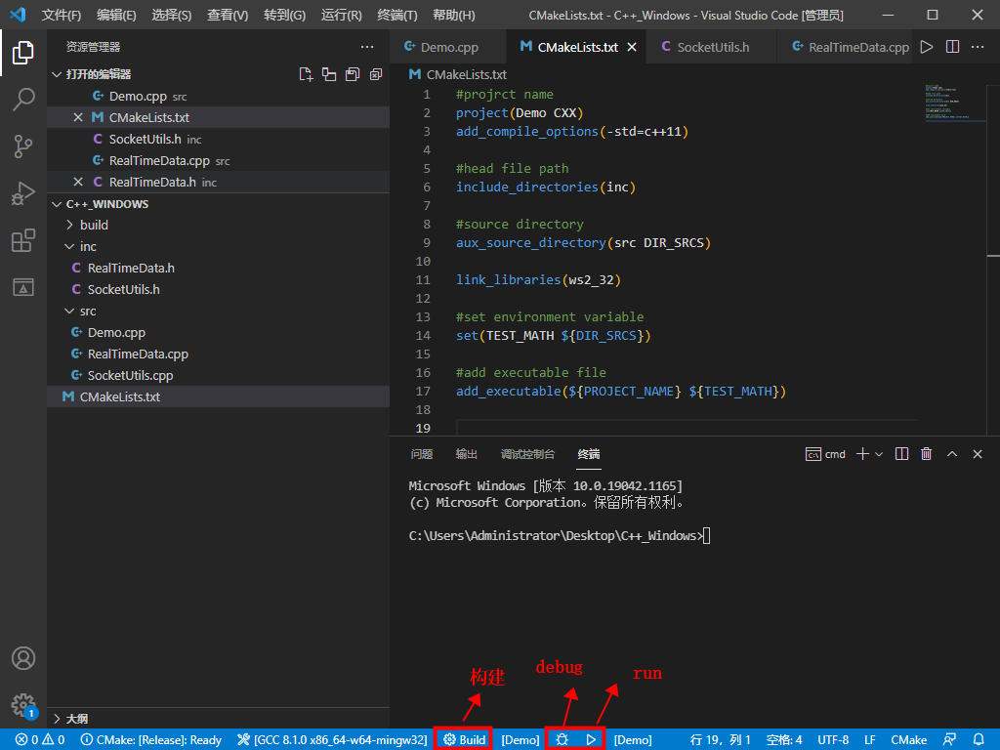 文件(F) 编辑(E) 选择(S) 查看(V) 转到(G) 运行(R) 终端(T) 帮助(H) CMakeLists.txt - C++_Windows - Visual Studio Code [管理员]
资源管理器
Demo.cpp CMakeLists.txt SocketUtils.h RealTimeData.cpp
打开的编辑器
Demo.cpp src
CMakeLists.txt
SocketUtils.h inc
RealTimeData.cpp src
RealTimeData.h inc
C++_WINDOWS
build
inc
RealTimeData.h
SocketUtils.h
src
Demo.cpp
RealTimeData.cpp
SocketUtils.cpp
CMakeLists.txt
大纲
CMakeLists.txt
1 #projrct name
2 project(Demo CXX)
3 add_compile_options(-std=c++11)
4
5 #head file path
6 include_directories(inc)
7
8 #source directory
9 aux_source_directory(src DIR_SRCS)
10
11 link_libraries(ws2_32)
12
13 #set environment variable
14 set(TEST_MATH ${DIR_SRCS})
15
16 #add executable file
17 add_executable(${PROJECT_NAME} ${TEST_MATH})
18
19
问题 输出 调试控制台 终端 cmd
Microsoft Windows [版本 10.0.19042.1165]
(c) Microsoft Corporation。保留所有权利。
C:\Users\Administrator\Desktop\C++_Windows>
构建 debug run
1
0 0 CMake: [Release]: Ready [GCC 8.1.0 x86_64-w64-mingw32] Build [Demo] [Demo] 行 19，列 1 空格: 4 UTF-8 LF CMake